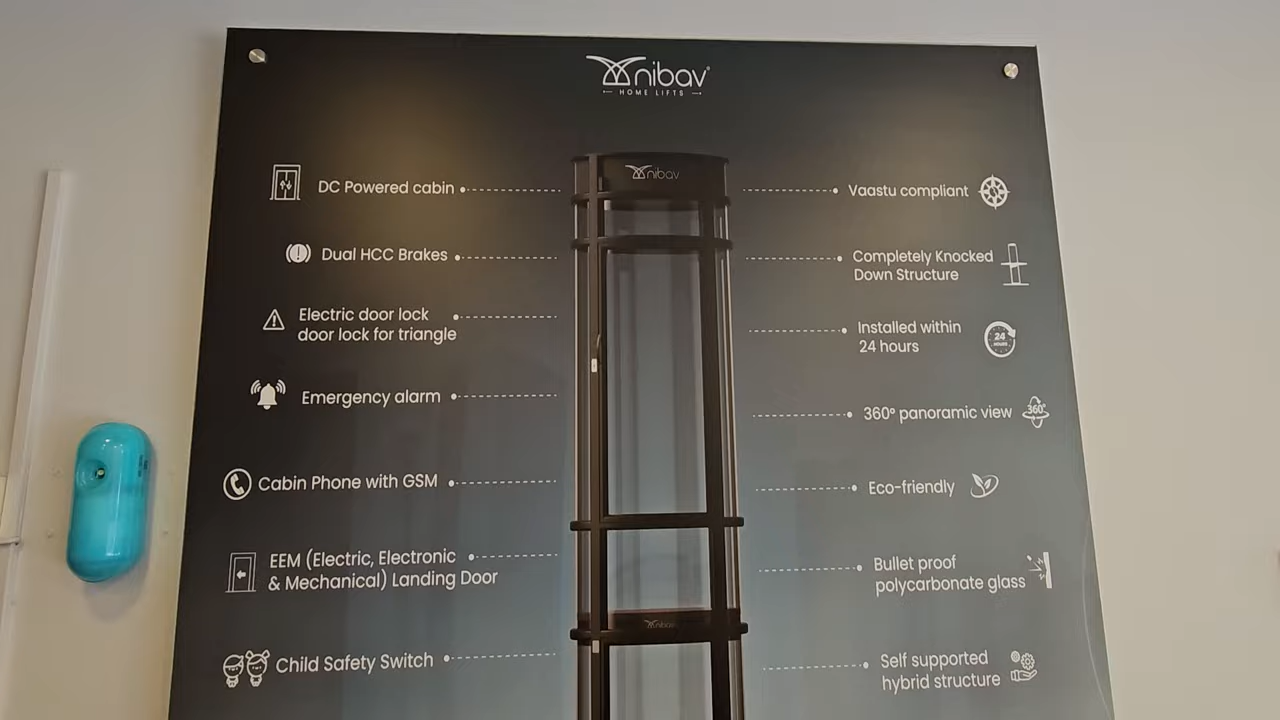 nibav
HOME LIFTS
nibav
DC Powered cabin
Dual HCC Brakes
Electric door lock
door lock for triangle
Emergency alarm
Cabin Phone with GSM
EEM (Electric, Electronic
& Mechanical) Landing Door
Child Safety Switch
Vaastu compliant
Completely Knocked
Down Structure
Installed within
24 hours
24
HOURS
360° panoramic view
360°
Eco-friendly
Bullet proof
polycarbonate glass
Self supported
hybrid structure
nibav